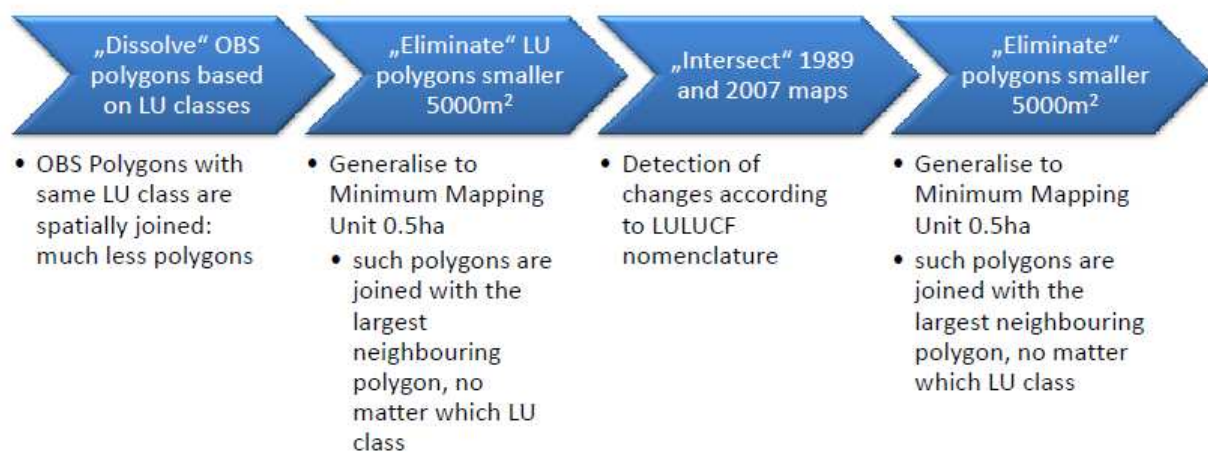 „Dissolve“ OBS
polygons based
on LU classes
„Eliminate“ LU
polygons smaller
5000m²
„Intersect“ 1989
and 2007 maps
„Eliminate“
polygons smaller
5000m²
• OBS Polygons with
same LU class are
spatially joined:
much less polygons
• Generalise to
Minimum Mapping
Unit 0.5ha
• such polygons are
joined with the
largest
neighbouring
polygon, no
matter which LU
class
• Detection of
changes according
to LULUCF
nomenclature
• Generalise to
Minimum Mapping
Unit 0.5ha
• such polygons are
joined with the
largest neighbouring
polygon, no matter
which LU class